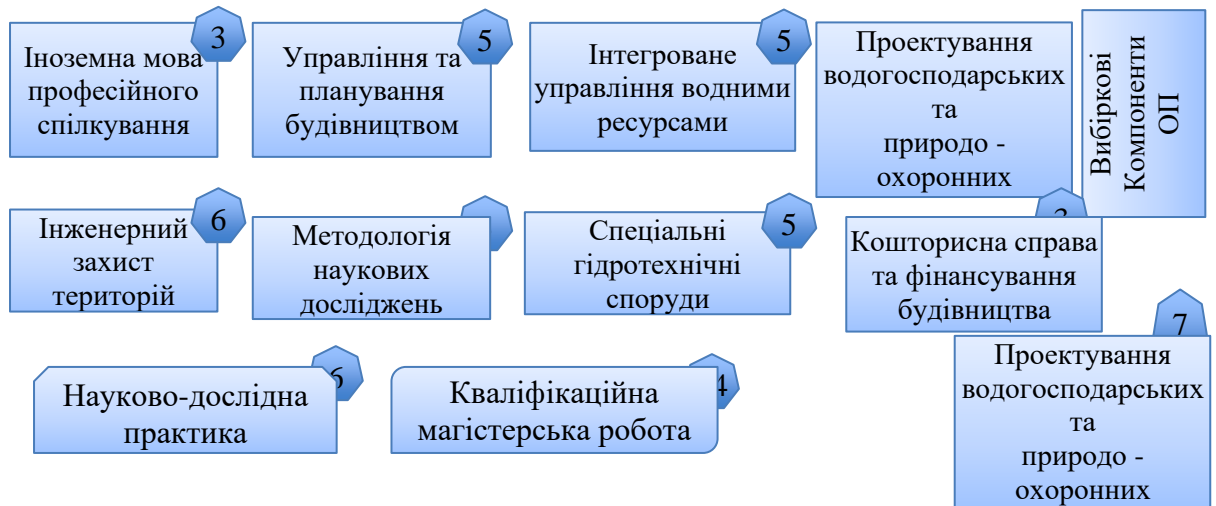 3
Іноземна мова
професійного
спілкування
5
Управління та
планування
будівництвом
5
Інтегроване
управління водними
ресурсами
Проектування
водогосподарських
та
природо -
охоронних
Вибіркові
Компоненти
ОП
6
Інженерний
захист
територій
Методологія
наукових
досліджень
5
Спеціальні
гідротехнічні
споруди
Кошторисна справа
та фінансування
будівництва
7
Проектування
водогосподарських
та
природо -
охоронних
6
Науково-дослідна
практика
Кваліфікаційна
магістерська робота